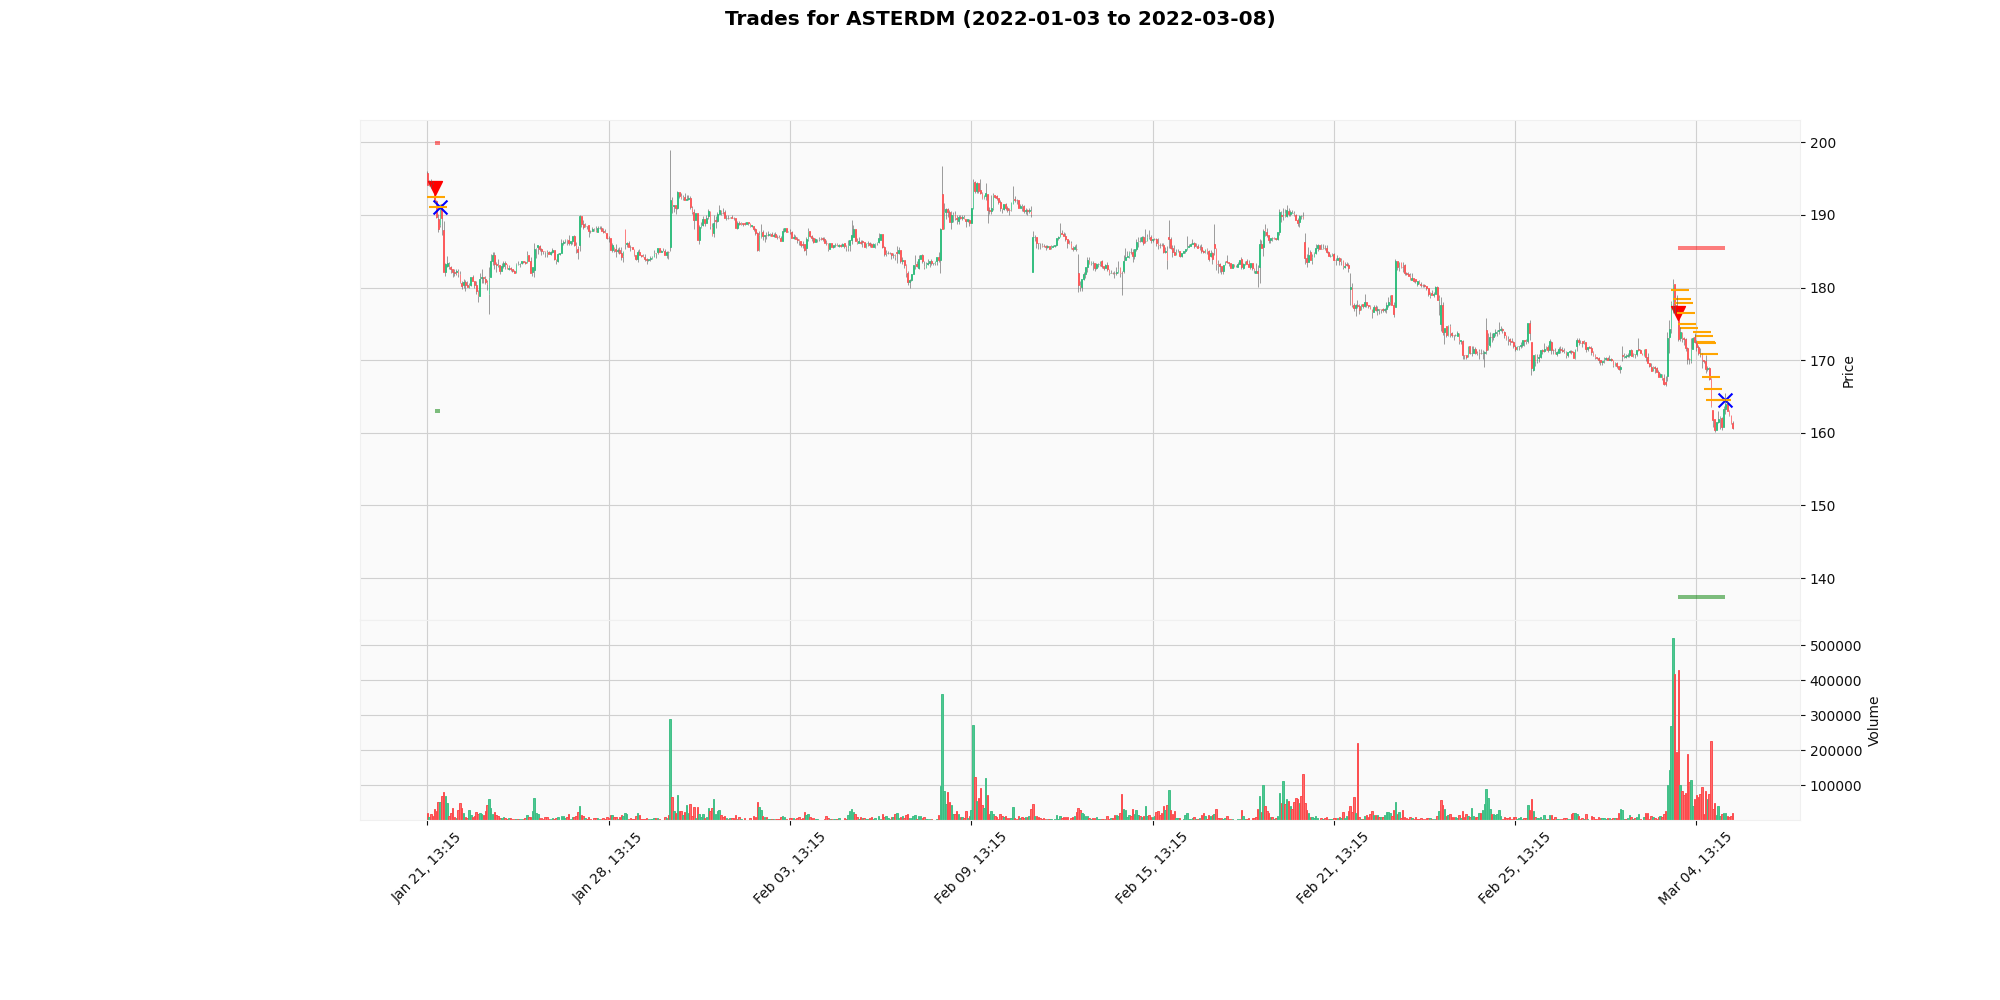 Trades for ASTERDM (2022-01-03 to 2022-03-08)
200
190
180
170
160
150
140
Price
500000
400000
300000
200000
100000
Volume
Jan 21, 13:15
Jan 28, 13:15
Feb 03, 13:15
Feb 09, 13:15
Feb 15, 13:15
Feb 21, 13:15
Feb 25, 13:15
Mar 04, 13:15